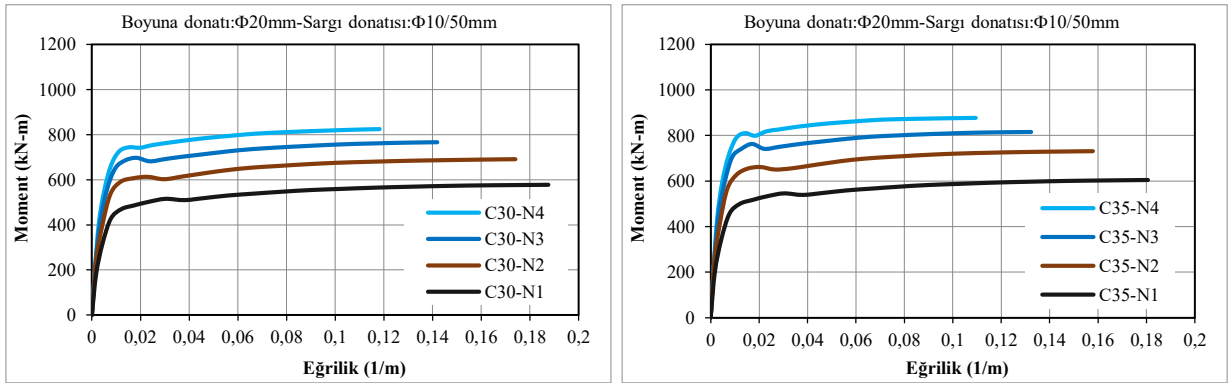 Boyuna donatı:Φ20mm-Sargı donatısı:Φ10/50mm
1200
1000
800
600
400
200
0
Moment (kN-m)
C30-N4
C30-N3
C30-N2
C30-N1
0 0,02 0,04 0,06 0,08 0,1 0,12 0,14 0,16 0,18 0,2
Eğrilik (1/m)
Boyuna donatı:Φ20mm-Sargı donatısı:Φ10/50mm
1200
1000
800
600
400
200
0
Moment (kN-m)
C35-N4
C35-N3
C35-N2
C35-N1
0 0,02 0,04 0,06 0,08 0,1 0,12 0,14 0,16 0,18 0,2
Eğrilik (1/m)